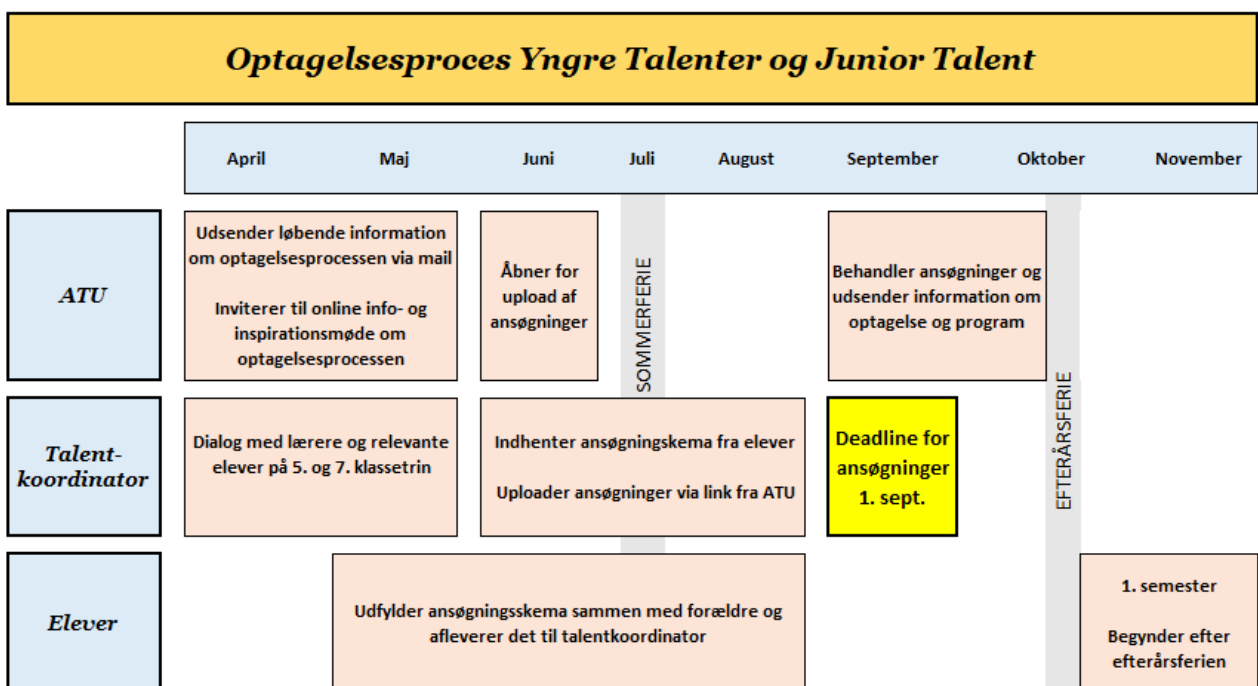 Optagelsesproces Yngre Talenter og Junior Talent
April Maj Juni Juli August September Oktober November
ATU
Udsender løbende information
om optagelsesprocessen via mail
Inviterer til online info- og
inspirationsmøde om
optagelsesprocessen
Åbner for
upload af
ansøgninger
SOMMERFERIE
Behandler ansøgninger og
udsender information om
optagelse og program
EFTERÅRSFERIE
Talent-
koordinator
Dialog med lærere og relevante
elever på 5. og 7. klassetrin
Indhenter ansøgningskema fra elever
Uploader ansøgninger via link fra ATU
Deadline for
ansøgninger
1. sept.
Elever
Udfylder ansøgningsskema sammen med forældre og
afleverer det til talentkoordinator
1. semester
Begynder efter
efterårsferien